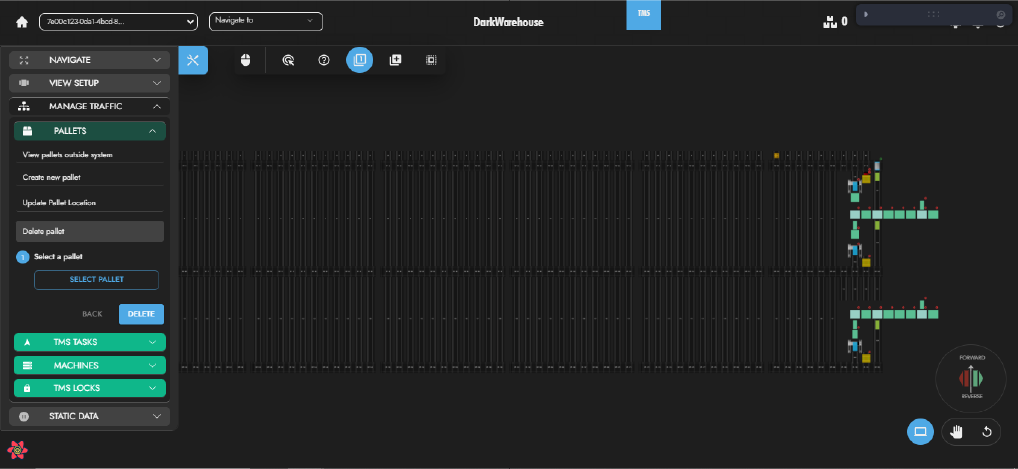 7e00c123-0da1-4bcd-8...
Navigate to
DarkWarehouse
TMS
0
NAVIGATE
VIEW SETUP
MANAGE TRAFFIC
PALLETS
View pallets outside system
Create new pallet
Update Pallet Location
Delete pallet
1 Select a pallet
SELECT PALLET
BACK DELETE
TMS TASKS
MACHINES
TMS LOCKS
STATIC DATA
FORWARD
REVERSE